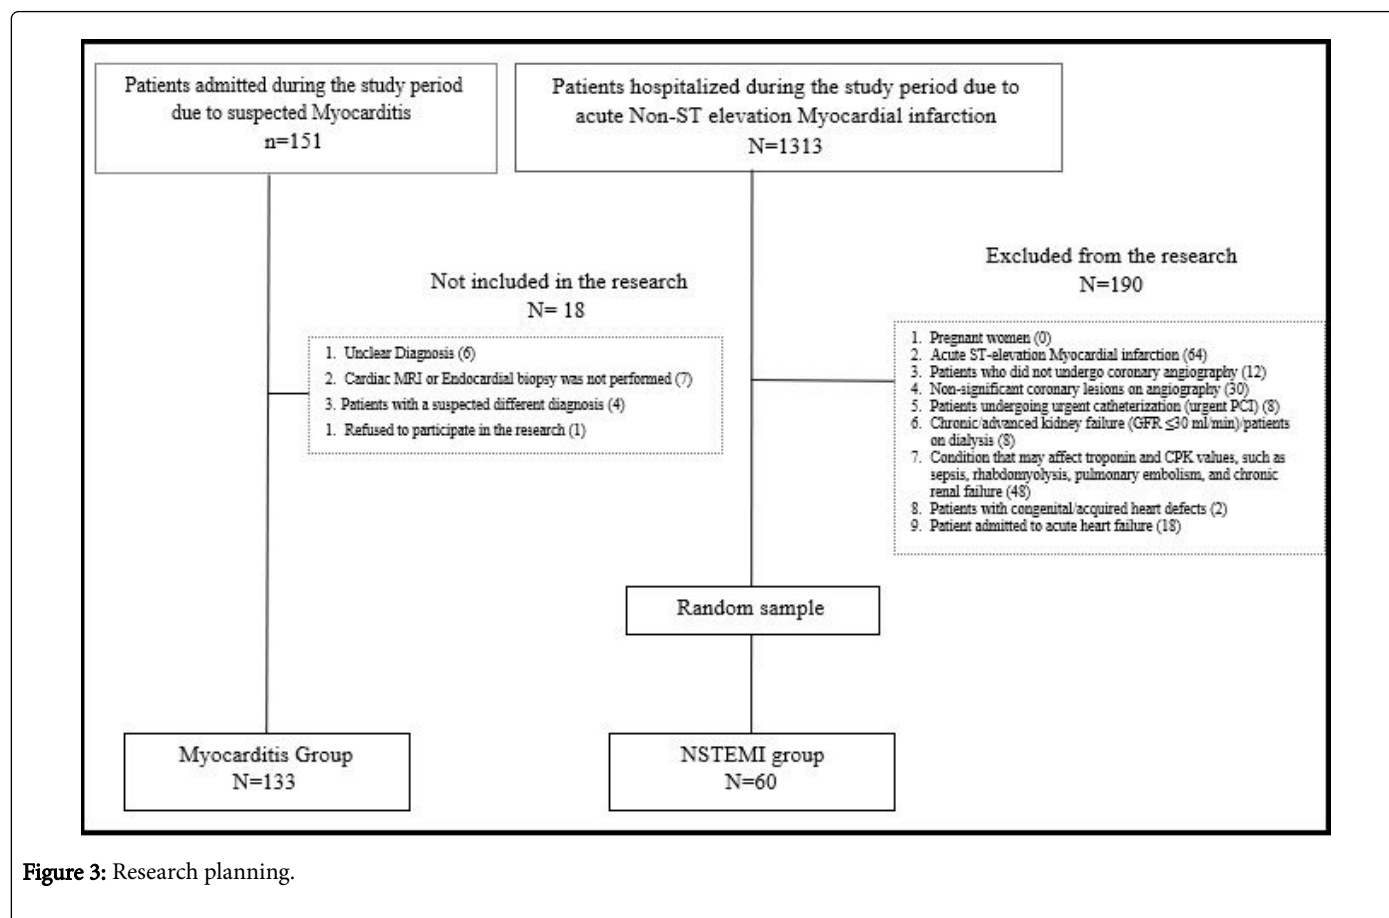 Patients admitted during the study period
due to suspected Myocarditis
n=151
Patients hospitalized during the study period due to
acute Non-ST elevation Myocardial infarction
N=1313
Not included in the research
N= 18
1. Unclear Diagnosis (6)
2. Cardiac MRI or Endocardial biopsy was not performed (7)
3. Patients with a suspected different diagnosis (4)
1. Refused to participate in the research (1)
Excluded from the research
N=190
1. Pregnant women (0)
2. Acute ST-elevation Myocardial infarction (64)
3. Patients who did not undergo coronary angiography (12)
4. Non-significant coronary lesions on angiography (30)
5. Patients undergoing urgent catheterization (urgent PCI) (8)
6. Chronic/advanced kidney failure (GFR ≤30 ml/min)/patients
on dialysis (8)
7. Condition that may affect troponin and CPK values, such as
sepsis, rhabdomyolysis, pulmonary embolism, and chronic
renal failure (48)
8. Patients with congenital/acquired heart defects (2)
9. Patient admitted to acute heart failure (18)
Random sample
Myocarditis Group
N=133
NSTEMI group
N=60
Figure 3: Research planning.